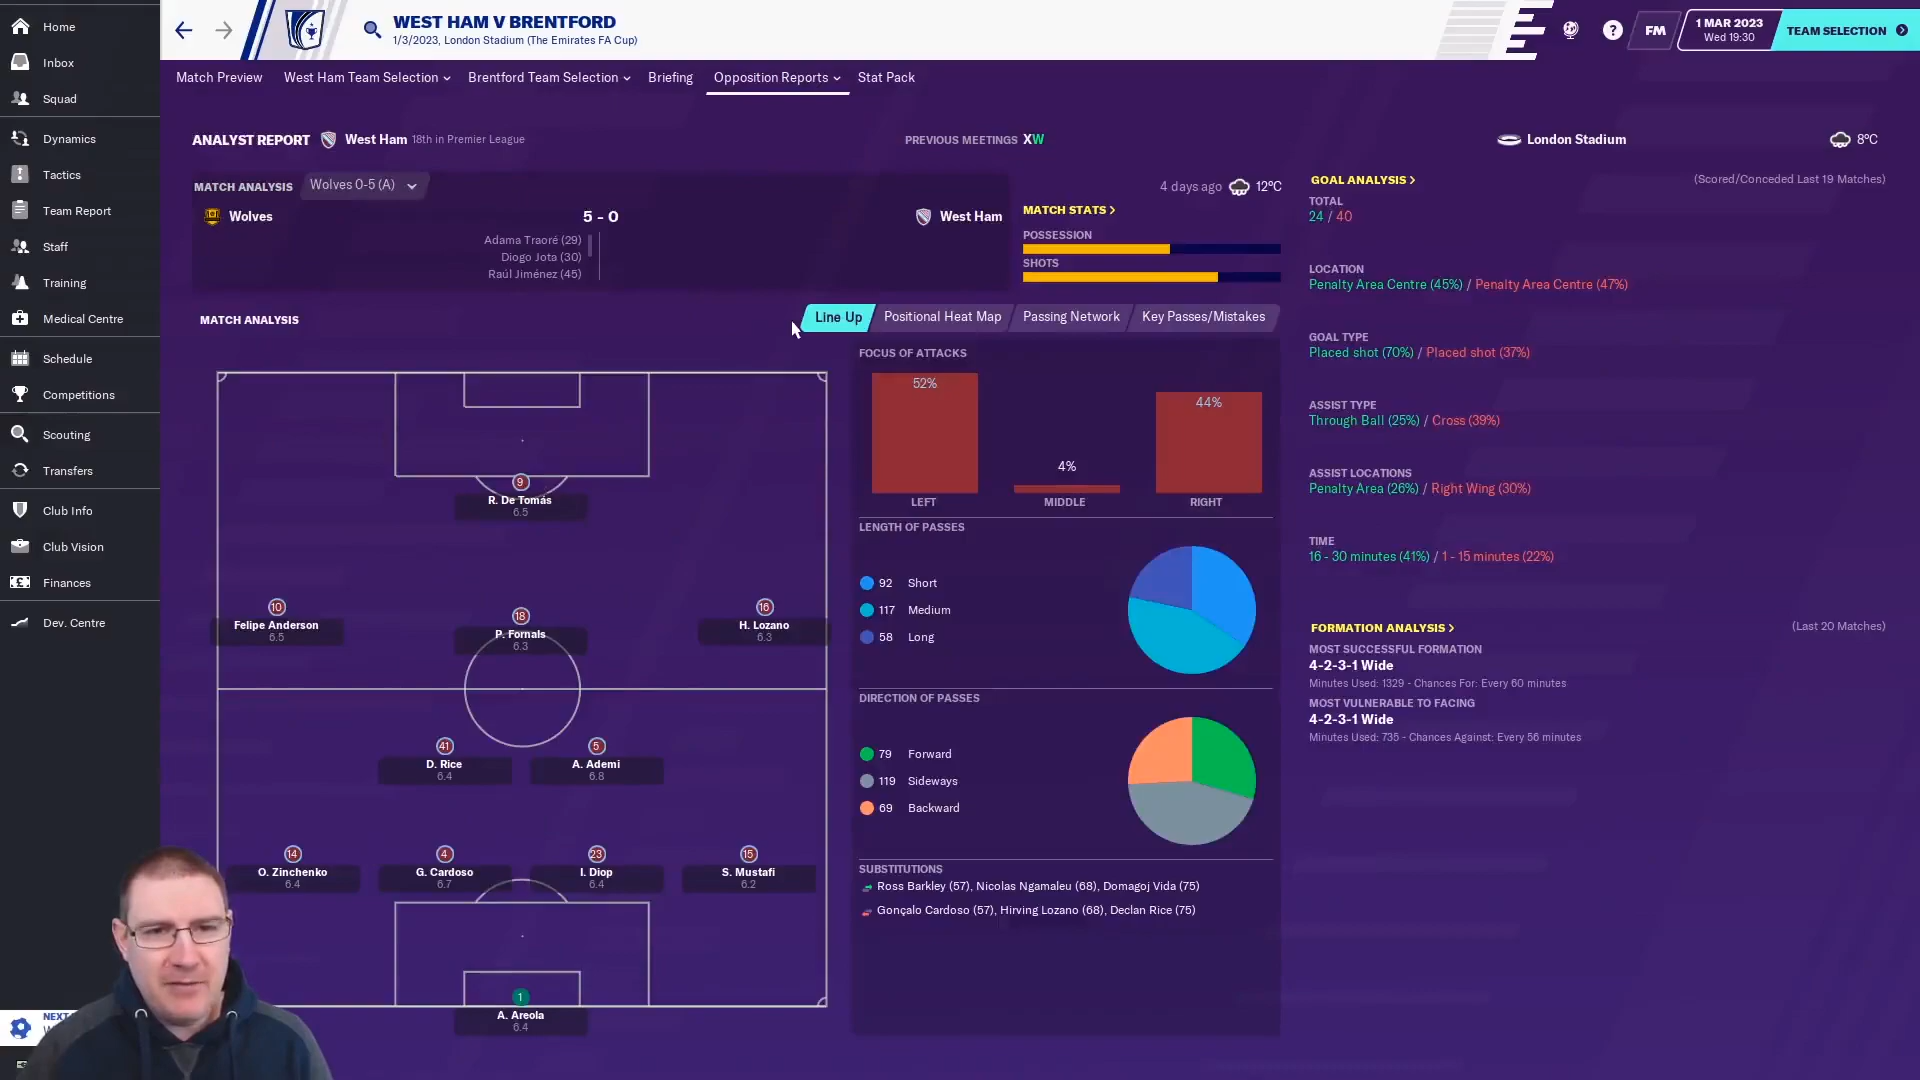 Home
Inbox
Squad
Dynamics
Tactics
Team Report
Staff
Training
Medical Centre
Schedule
Competitions
Scouting
Transfers
Club Info
Club Vision
Finances
Dev. Centre
NEXT
WEST HAM V BRENTFORD
1/3/2023, London Stadium (The Emirates FA Cup)
? FM
1 MAR 2023
Wed 19:30
TEAM SELECTION
Match Preview West Ham Team Selection Brentford Team Selection Briefing Opposition Reports Stat Pack
ANALYST REPORT West Ham 18th in Premier League
PREVIOUS MEETINGS XW
London Stadium 8°C
MATCH ANALYSIS Wolves 0-5 (A)
4 days ago 12°C
Wolves 5 - 0 West Ham
Adama Traoré (29)
Diogo Jota (30)
Raúl Jiménez (45)
MATCH STATS >
POSSESSION
SHOTS
MATCH ANALYSIS
Line Up Positional Heat Map Passing Network Key Passes/Mistakes
9
R. De Tomás
6.5
10
Felipe Anderson
6.5
18
P. Fornals
6.3
16
H. Lozano
6.3
41
D. Rice
6.4
5
A. Ademi
6.8
14
O. Zinchenko
6.4
4
G. Cardoso
6.7
23
I. Diop
6.4
15
S. Mustafi
6.2
1
A. Areola
6.4
FOCUS OF ATTACKS
52%
4%
44%
LEFT MIDDLE RIGHT
LENGTH OF PASSES
92 Short
117 Medium
58 Long
DIRECTION OF PASSES
79 Forward
119 Sideways
69 Backward
SUBSTITUTIONS
Ross Barkley (57), Nicolas Ngamaleu (68), Domagoj Vida (75)
Gonçalo Cardoso (57), Hirving Lozano (68), Declan Rice (75)
GOAL ANALYSIS > (Scored/Conceded Last 19 Matches)
TOTAL
24 / 40
LOCATION
Penalty Area Centre (45%) / Penalty Area Centre (47%)
GOAL TYPE
Placed shot (70%) / Placed shot (37%)
ASSIST TYPE
Through Ball (25%) / Cross (39%)
ASSIST LOCATIONS
Penalty Area (26%) / Right Wing (30%)
TIME
16 - 30 minutes (41%) / 1 - 15 minutes (22%)
FORMATION ANALYSIS > (Last 20 Matches)
MOST SUCCESSFUL FORMATION
4-2-3-1 Wide
Minutes Used: 1329 - Chances For: Every 60 minutes
MOST VULNERABLE TO FACING
4-2-3-1 Wide
Minutes Used: 735 - Chances Against: Every 56 minutes